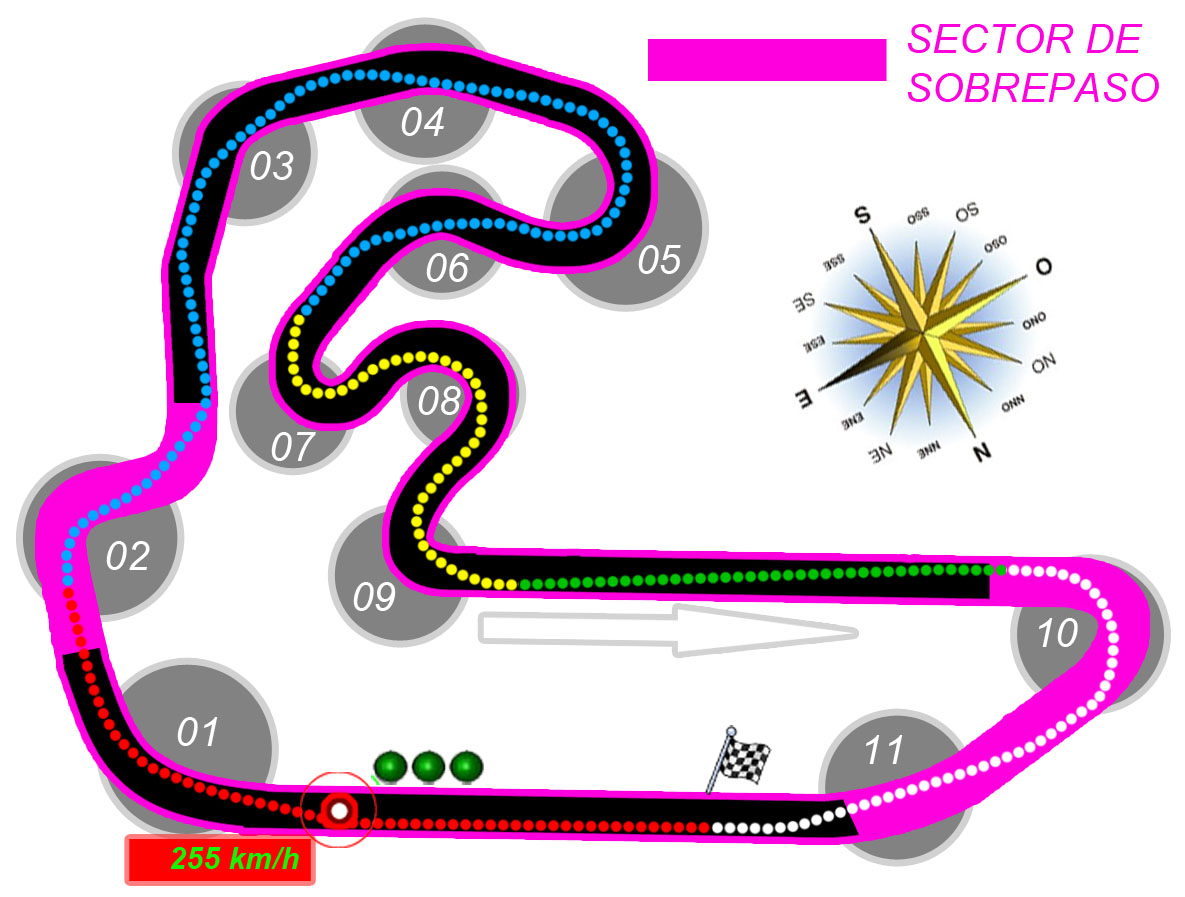 SECTOR DE
SOBREPASO
04
03
05
06
S
SSO
SO
OSO
O
ONO
NO
NNO
N
NNE
NE
ENE
E
ESE
SE
SSE
08
07
02
09
10
01
11
255 km/h